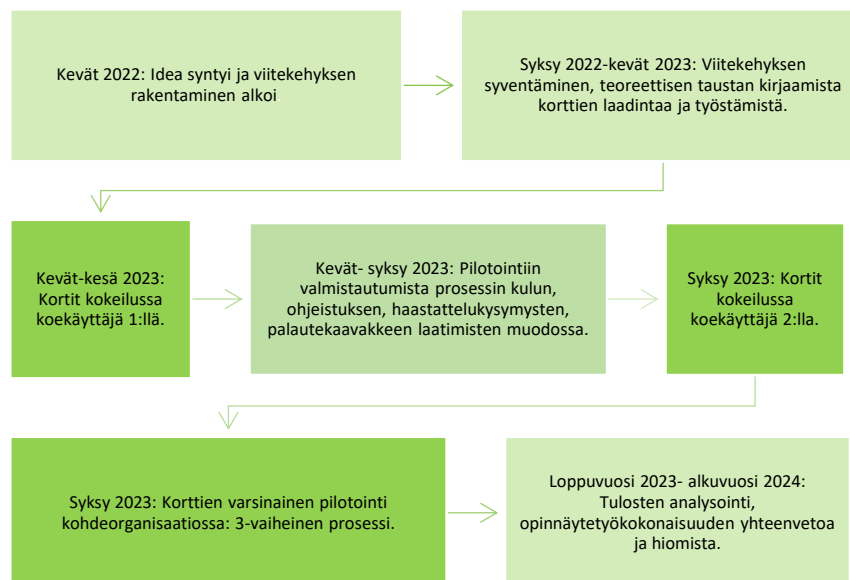 Kevät 2022: Idea syntyi ja viitekehyksen
rakentaminen alkoi
Syksy 2022-kevät 2023: Viitekehyksen
syventäminen, teoreettisen taustan kirjaamista
korttien laadintaa ja työstämistä.
Kevät-kesä 2023:
Kortit kokeilussa
koekäyttäjä 1:llä.
Kevät- syksy 2023: Pilotointiin
valmistautumista prosessin kulun,
ohjeistuksen, haastattelukysymysten,
palautekaavakkeen laatimisten muodossa.
Syksy 2023: Kortit
kokeilussa
koekäyttäjä 2:lla.
Syksy 2023: Korttien varsinainen pilotointi
kohdeorganisaatiossa: 3-vaiheinen prosessi.
Loppuvuosi 2023- alkuvuosi 2024:
Tulosten analysointi,
opinnäytetyökokonaisuuden yhteenvetoa
ja hiomista.